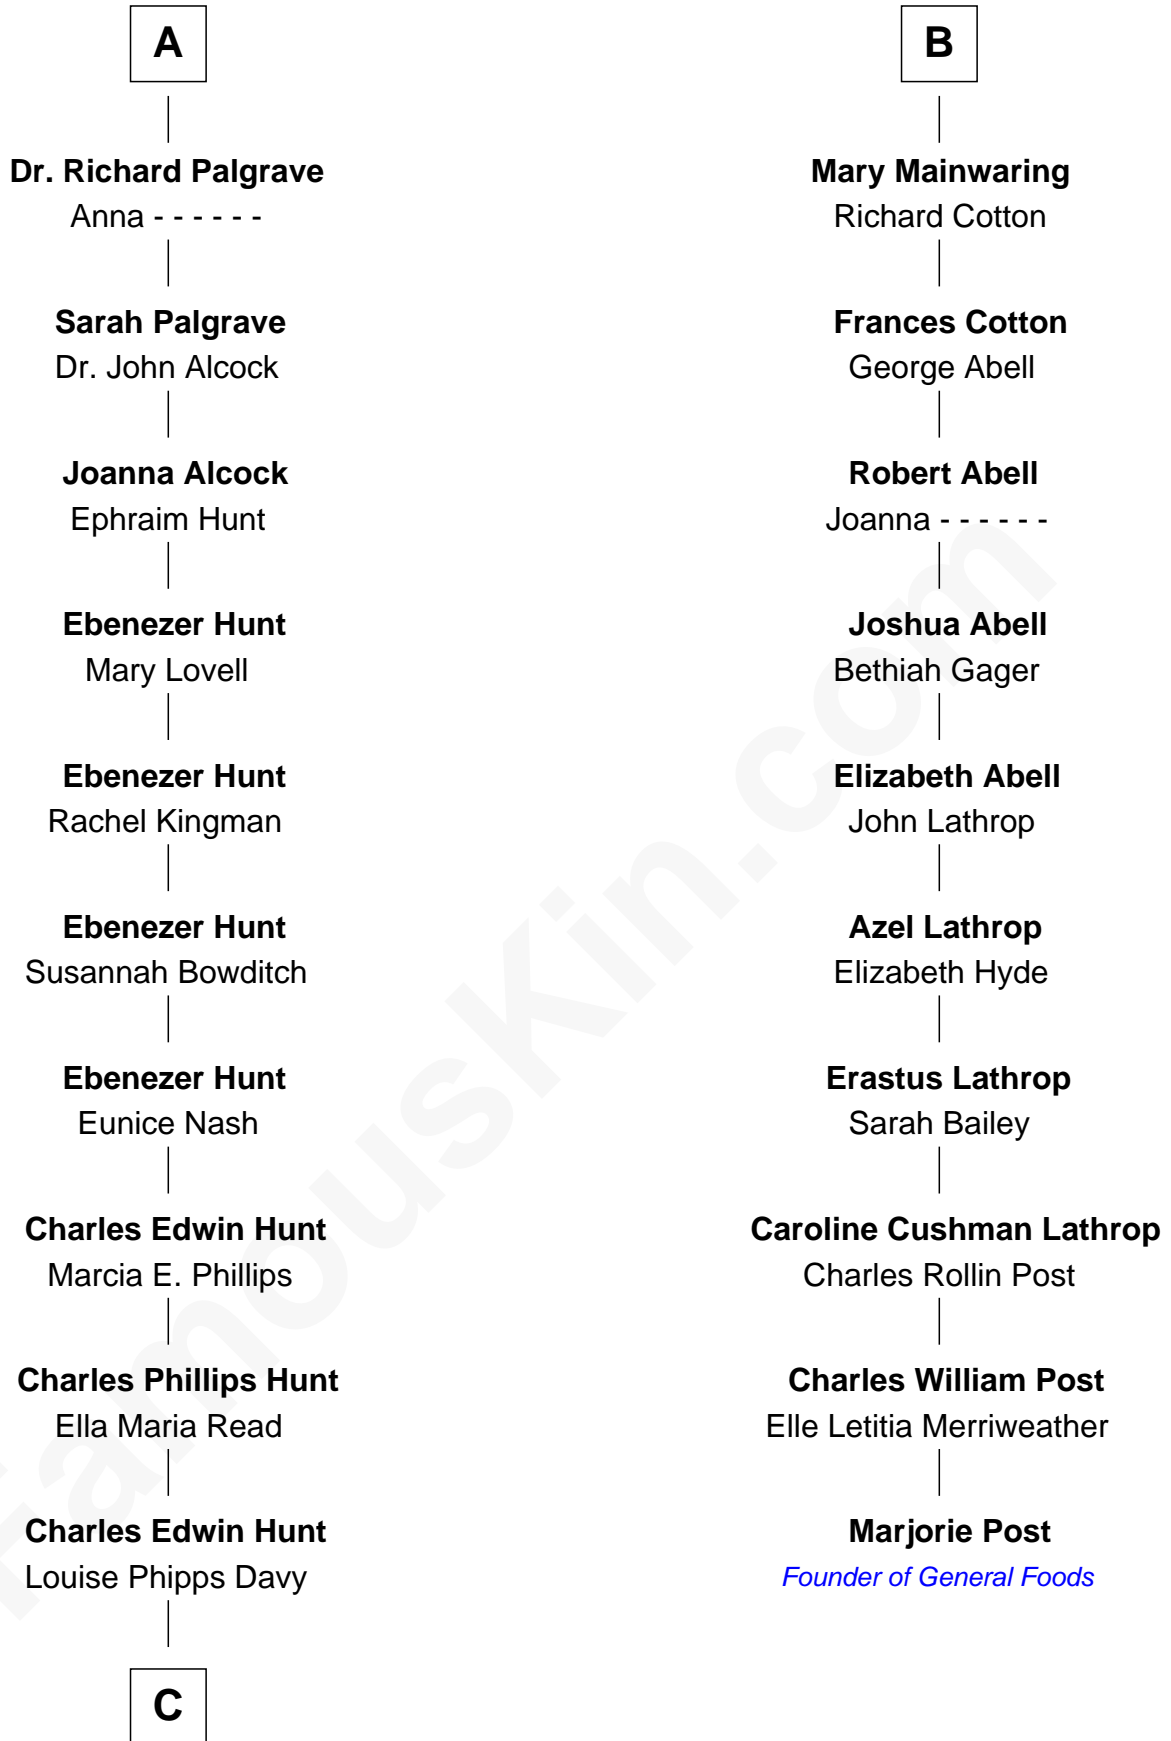 A
Dr. Richard Palgrave
Anna - - - - - -
Sarah Palgrave
Dr. John Alcock
Joanna Alcock
Ephraim Hunt
Ebenezer Hunt
Mary Lovell
Ebenezer Hunt
Rachel Kingman
Ebenezer Hunt
Susannah Bowditch
Ebenezer Hunt
Eunice Nash
Charles Edwin Hunt
Marcia E. Phillips
Charles Phillips Hunt
Ella Maria Read
Charles Edwin Hunt
Louise Phipps Davy
C
B
Mary Mainwaring
Richard Cotton
Frances Cotton
George Abell
Robert Abell
Joanna - - - - - -
Joshua Abell
Bethiah Gager
Elizabeth Abell
John Lathrop
Azel Lathrop
Elizabeth Hyde
Erastus Lathrop
Sarah Bailey
Caroline Cushman Lathrop
Charles Rollin Post
Charles William Post
Elle Letitia Merriweather
Marjorie Post
Founder of General Foods
FamousKin.com